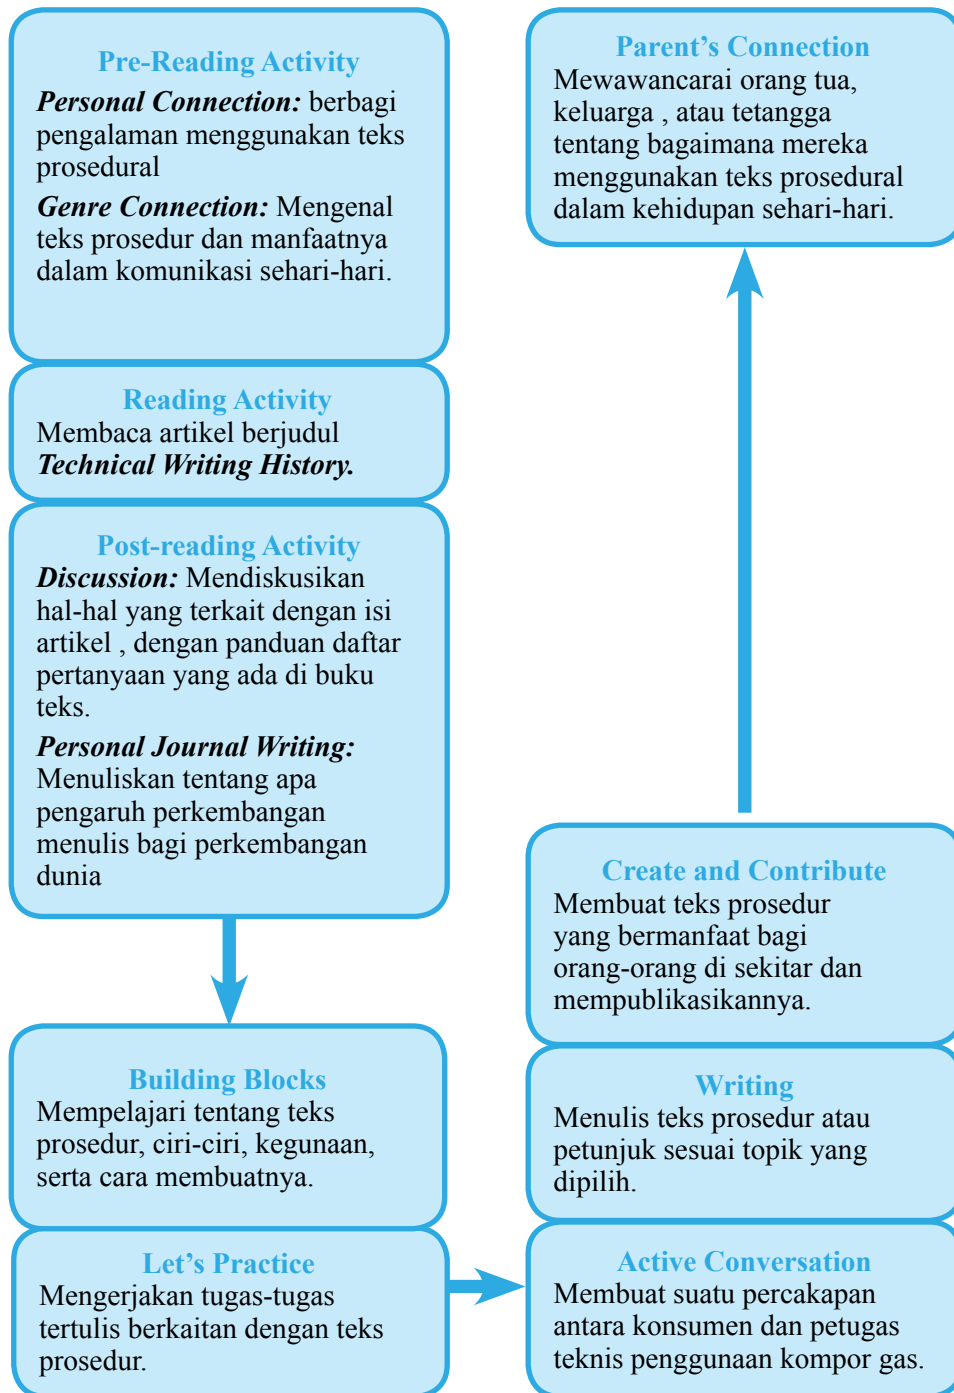 Pre-Reading Activity
Personal Connection: berbagi
pengalaman menggunakan teks
prosedural
Genre Connection: Mengenal
teks prosedur dan manfaatnya
dalam komunikasi sehari-hari.
Reading Activity
Membaca artikel berjudul
Technical Writing History.
Post-reading Activity
Discussion: Mendiskusikan
hal-hal yang terkait dengan isi
artikel , dengan panduan daftar
pertanyaan yang ada di buku
teks.
Personal Journal Writing:
Menuliskan tentang apa
pengaruh perkembangan
menulis bagi perkembangan
dunia
Building Blocks
Mempelajari tentang teks
prosedur, ciri-ciri, kegunaan,
serta cara membuatnya.
Let's Practice
Mengerjakan tugas-tugas
tertulis berkaitan dengan teks
prosedur.
Active Conversation
Membuat suatu percakapan
antara konsumen dan petugas
teknis penggunaan kompor gas.
Writing
Menulis teks prosedur atau
petunjuk sesuai topik yang
dipilih.
Create and Contribute
Membuat teks prosedur
yang bermanfaat bagi
orang-orang di sekitar dan
mempublikasikannya.
Parent's Connection
Mewawancarai orang tua,
keluarga , atau tetangga
tentang bagaimana mereka
menggunakan teks prosedural
dalam kehidupan sehari-hari.